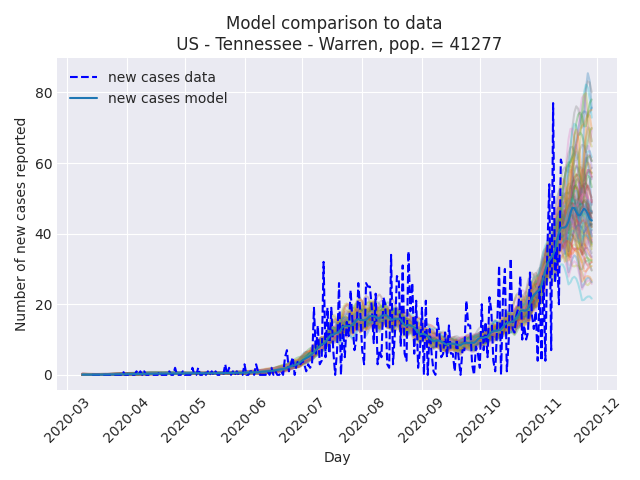 Model comparison to data
US - Tennessee - Warren, pop. = 41277
new cases data
new cases model
Number of new cases reported
80
60
40
20
0
2020-03
2020-04
2020-05
2020-06
2020-07
2020-08
2020-09
2020-10
2020-11
2020-12
Day